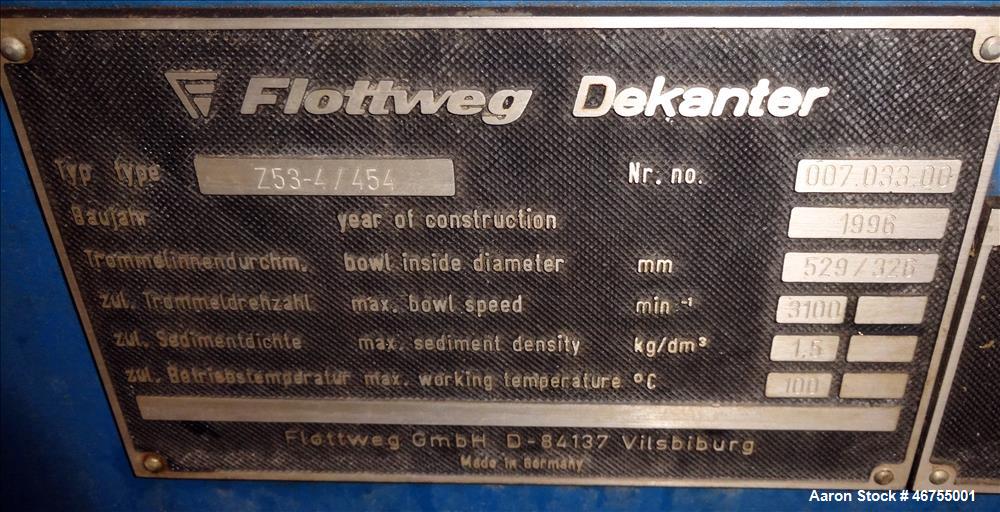 Flottweg Dekanter
Typ type Z53-4/454 Nr. no. 007.033.00
Baujahr year of construction 1996
Trommelinnendurchm. bowl inside diameter mm 529/326
zul. Trommeldrehzahl max. bowl speed min⁻¹ 3100
zul. Sedimentdichte max. sediment density kg/dm³ 1,5
zul. Betriebstemperatur max. working temperature °C 100
Flottweg GmbH D-84137 Vilsbiburg
Made in Germany
Aaron Stock # 46755001